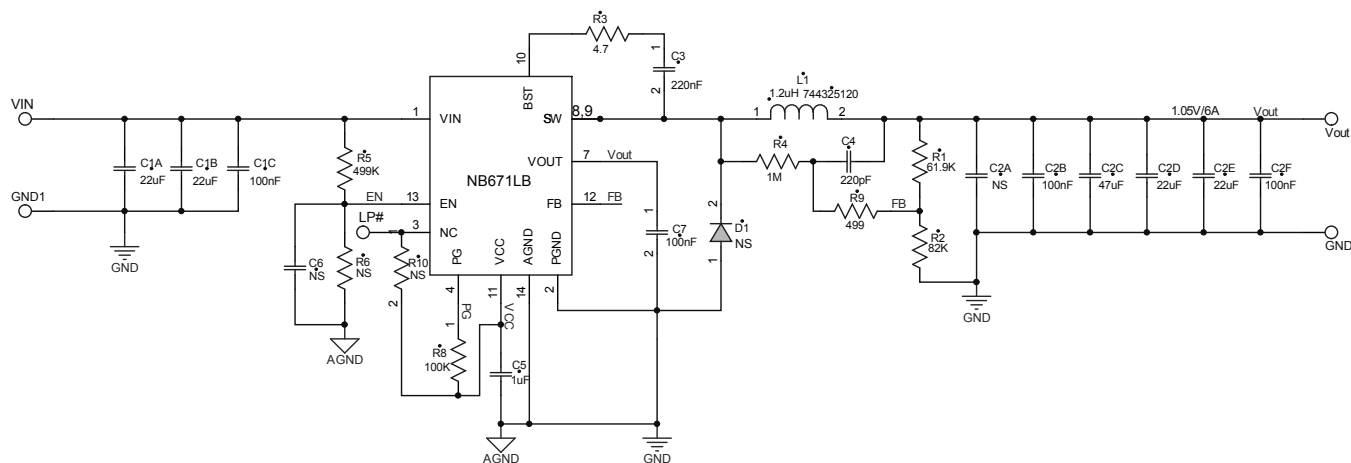 R3
4.7
10
BST
1
C3
220nF
2
L1
1.2uH 744325120
1
2
VIN
1
VIN
SW
8,9
1.05V/6A
Vout
Vout
C1A
22uF
C1B
22uF
C1C
100nF
R5
499K
VOUT
7
Vout
R4
1M
C4
220pF
R1
61.9K
C2A
NS
C2B
100nF
C2C
47uF
C2D
22uF
C2E
22uF
C2F
100nF
NB671LB
GND1
EN
13
EN
FB
12
FB
R9
499
FB
LP#
3
NC
1
C7
100nF
2
2
D1
NS
1
R2
82K
GND
GND
C6
NS
R6
NS
R10
NS
2
PG
VCC
AGND
PGND
4
11
14
2
PG
VCC
1
R8
100K
C5
1uF
GND
AGND
AGND
GND